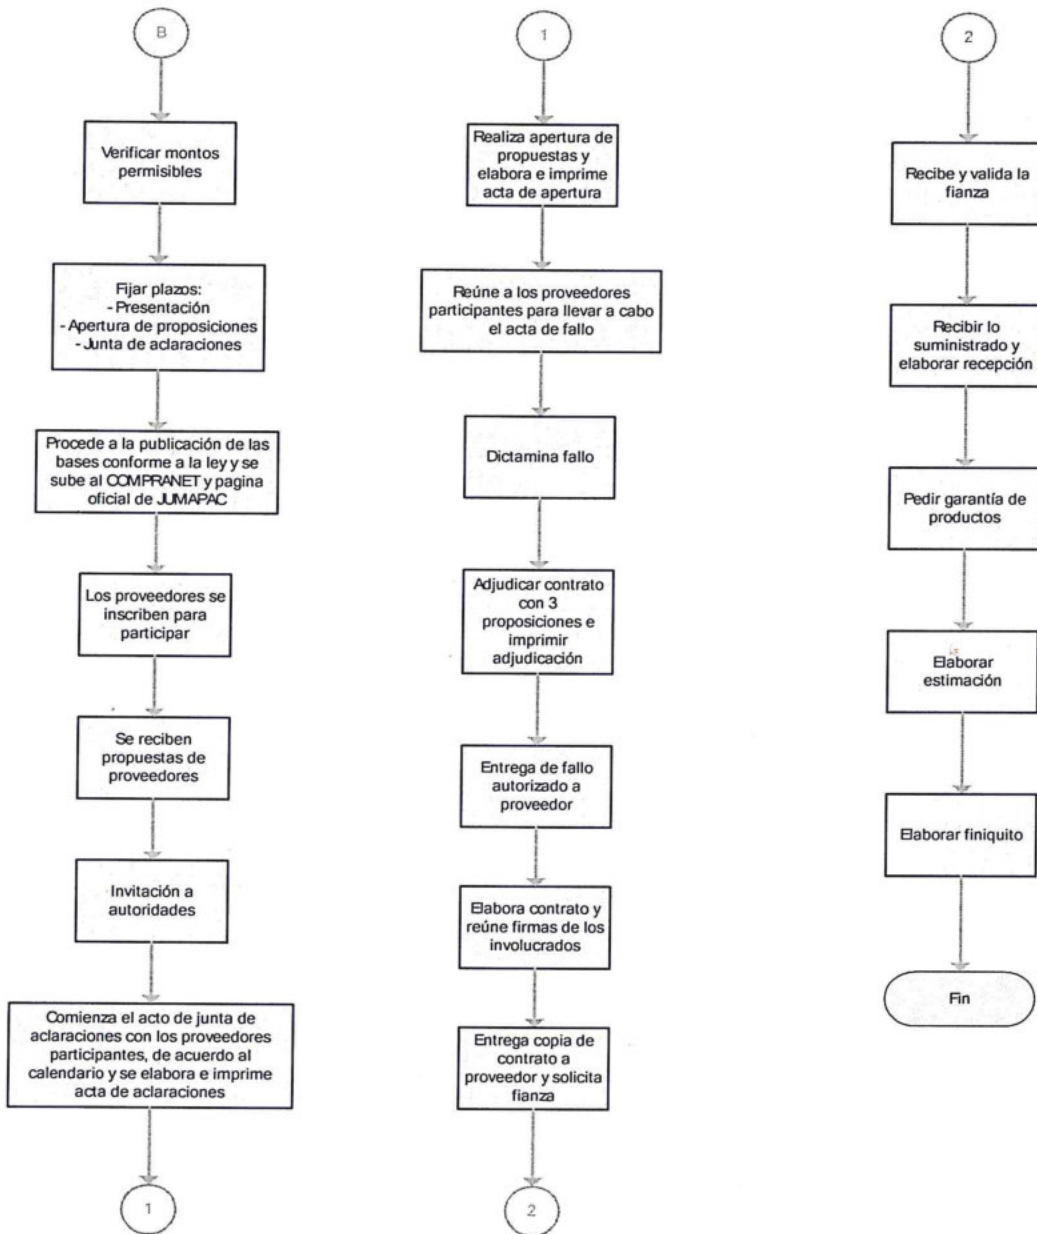 B
Verificar montos
permisibles
Fijar plazos:
- Presentación
- Apertura de proposiciones
- Junta de aclaraciones
Procede a la publicación de las
bases conforme a la ley y se
sube al COMPRANET y pagina
oficial de JUMAPAC
Los proveedores se
inscriben para
participar
Se reciben
propuestas de
proveedores
Invitación a
autoridades
Comienza el acto de junta de
aclaraciones con los proveedores
participantes, de acuerdo al
calendario y se elabora e imprime
acta de aclaraciones
1
1
Realiza apertura de
propuestas y
elabora e imprime
acta de apertura
Reúne a los proveedores
participantes para llevar a cabo
el acta de fallo
Dictamina fallo
Adjudicar contrato
con 3
proposiciones e
imprimir
adjudicación
Entrega de fallo
autorizado a
proveedor
Elabora contrato y
reúne firmas de los
involucrados
Entrega copia de
contrato a
proveedor y solicita
fianza
2
2
Recibe y valida la
fianza
Recibir lo
suministrado y
elaborar recepción
Pedir garantía de
productos
Elaborar
estimación
Elaborar finiquito
Fin